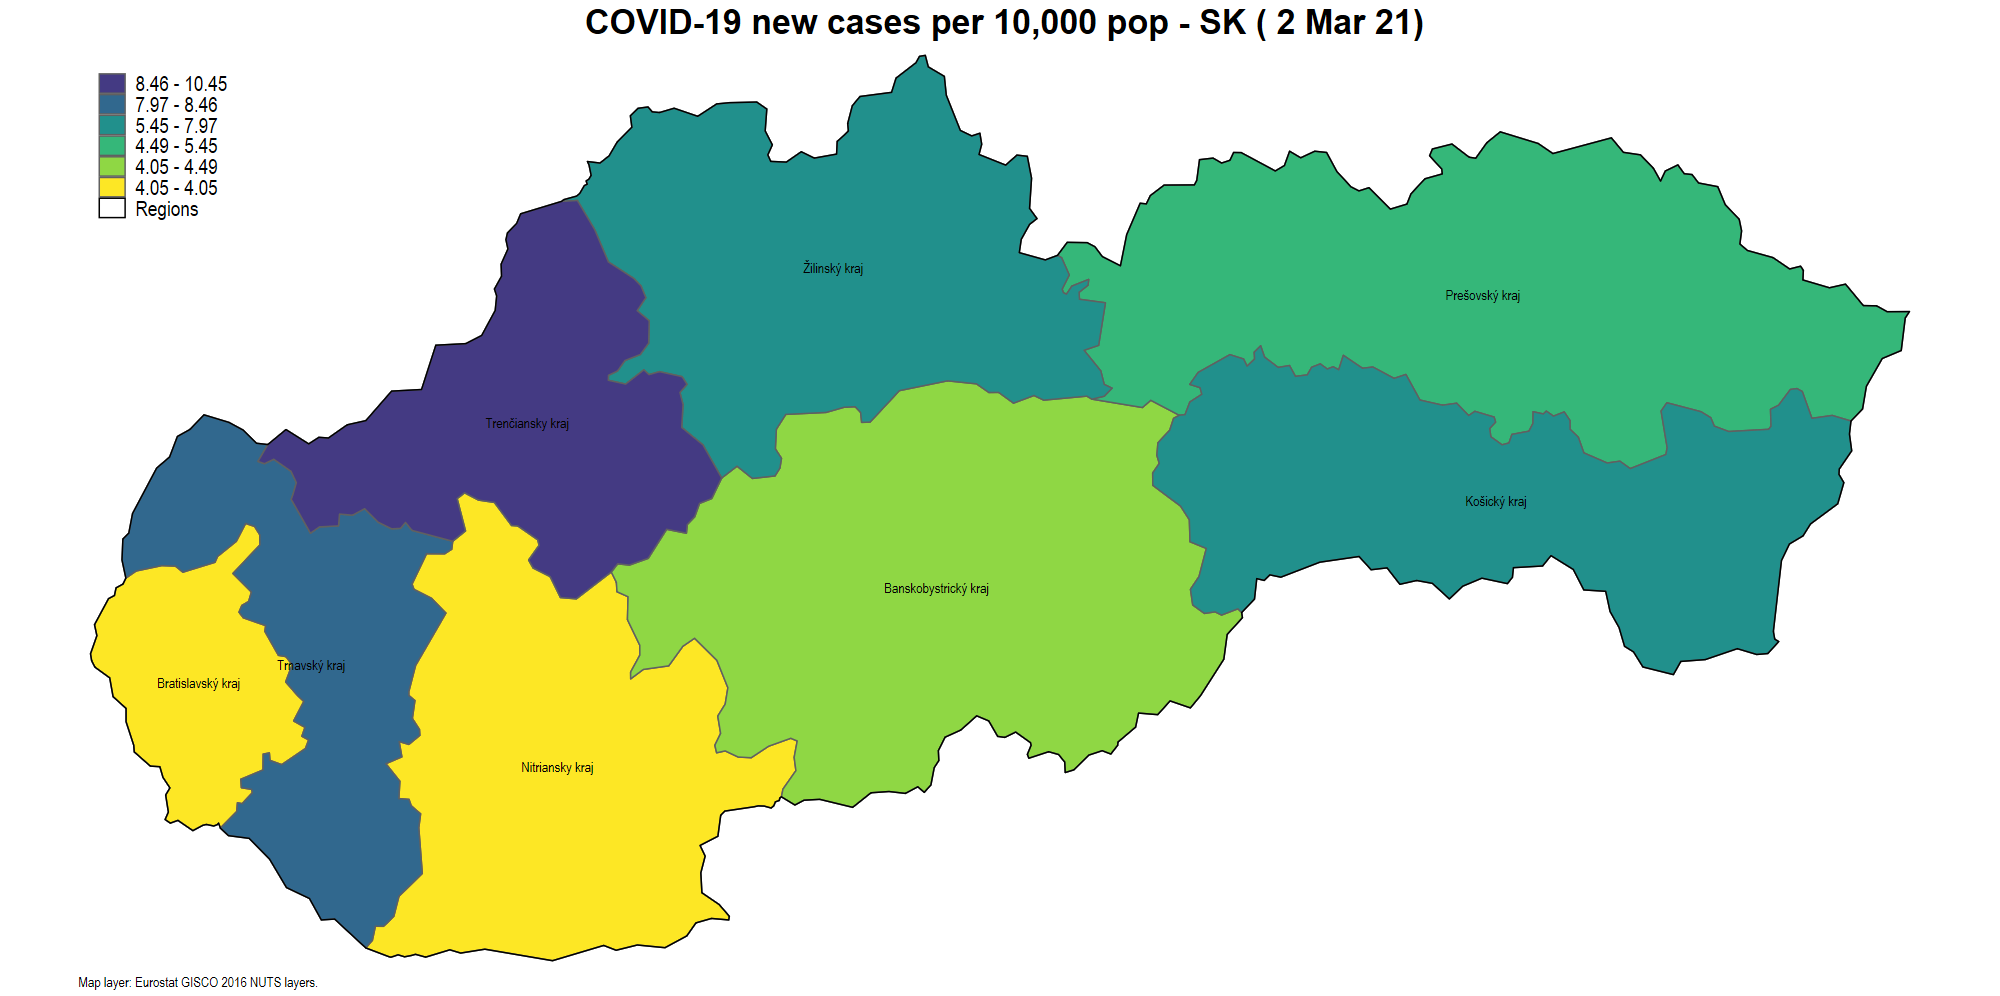 COVID-19 new cases per 10,000 pop - SK ( 2 Mar 21)
8.46 - 10.45
7.97 - 8.46
5.45 - 7.97
4.49 - 5.45
4.05 - 4.49
4.05 - 4.05
Regions
Žilinský kraj
Prešovský kraj
Trenčiansky kraj
Košický kraj
Banskobystrický kraj
Trnavský kraj
Bratislavský kraj
Nitriansky kraj
Map layer: Eurostat GISCO 2016 NUTS layers.